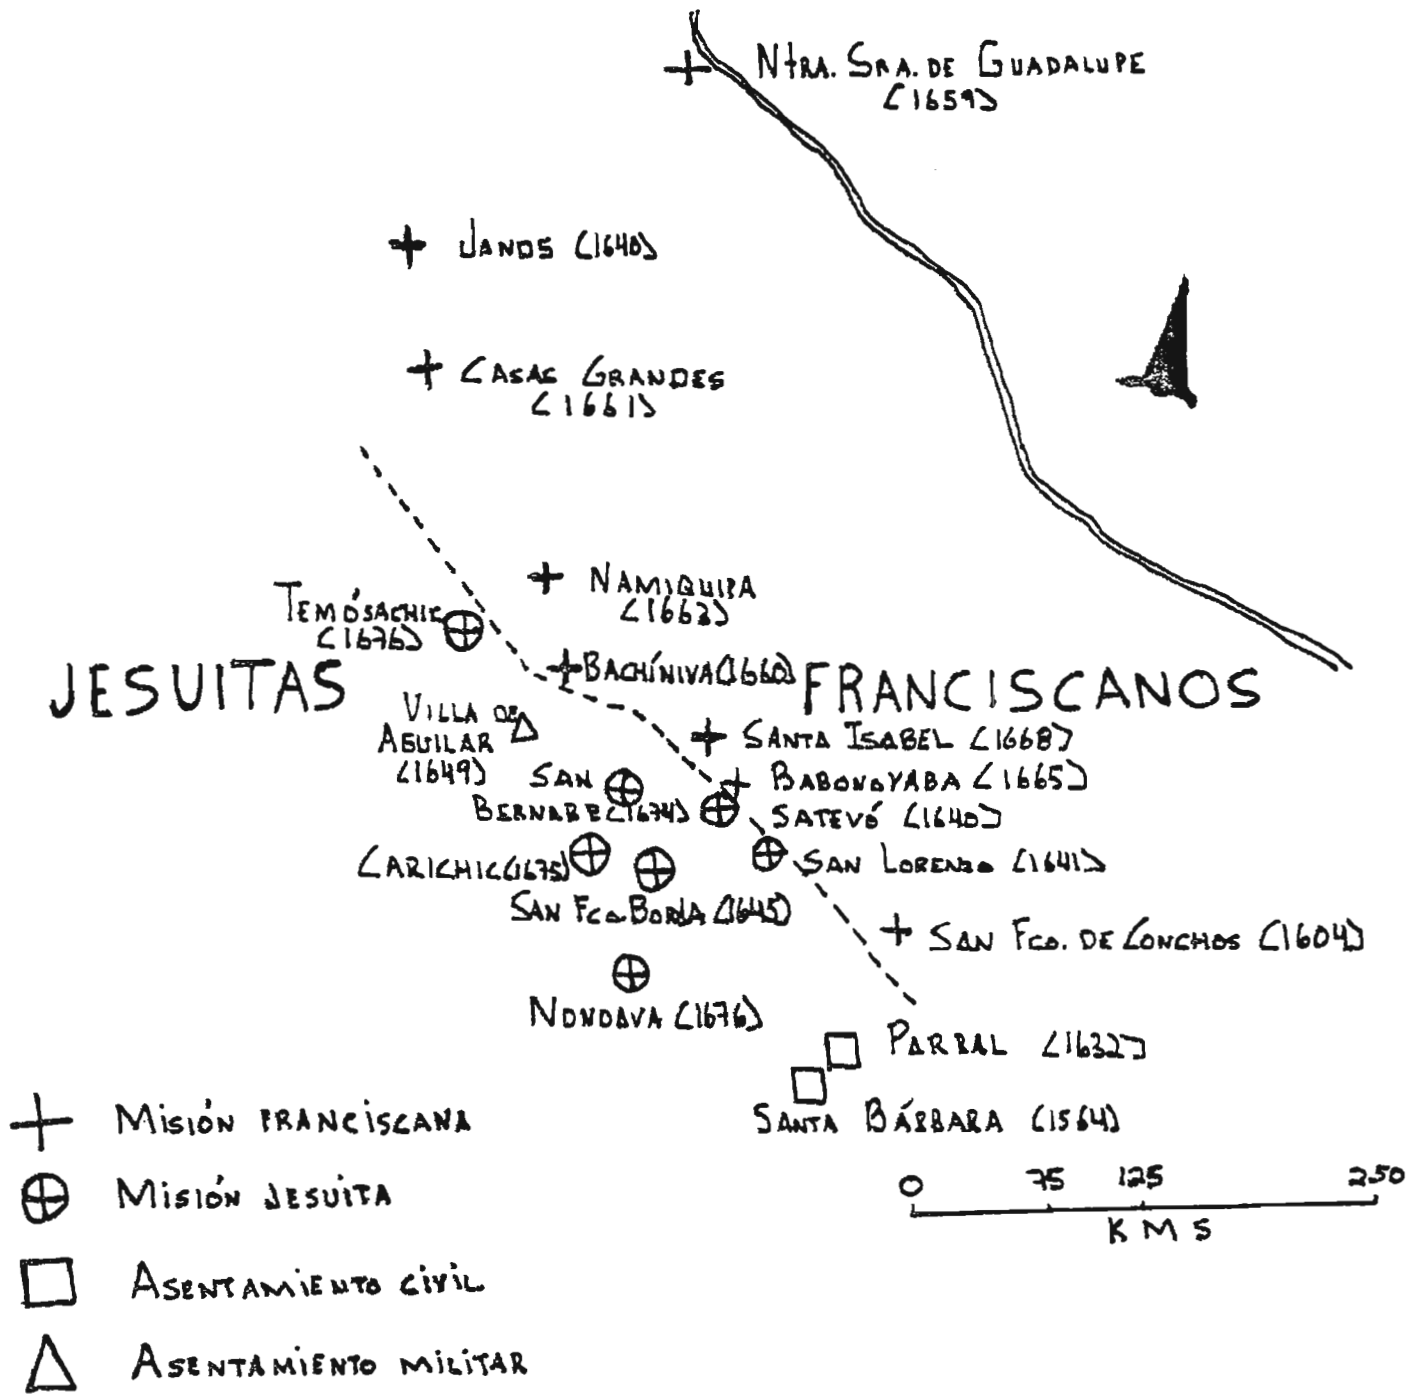 Ntra. Sra. de Guadalupe
(1659)
Janos (1640)
Casas Grandes
(1661)
Namiquipa
(1663)
Temósachic
(1676)
Bachíniva (1660)
JESUITAS
FRANCISCANOS
Villa de
Aguilar
(1649)
Santa Isabel (1668)
San
Bernabe (1674)
Babonoyaba (1665)
Satevó (1640)
Carichic (1675)
San Lorenzo (1641)
San Fco. Borja (1645)
San Fco. de Conchos (1604)
Nonoava (1676)
Parral (1632)
Santa Bárbara (1564)
Misión franciscana
Misión jesuita
Asentamiento civil
Asentamiento militar
0 75 125 250
KMS